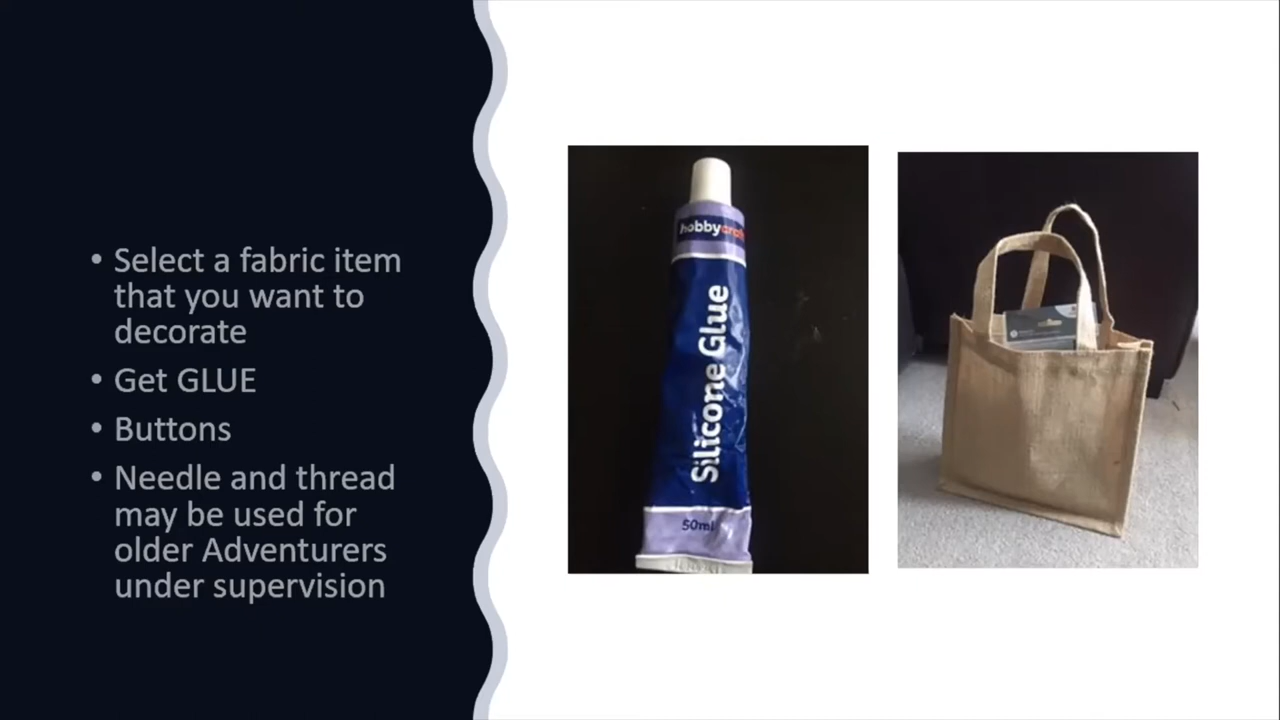 • Select a fabric item
that you want to
decorate
• Get GLUE
• Buttons
• Needle and thread
may be used for
older Adventurers
under supervision
hobbycraft
Silicone Glue
50ml